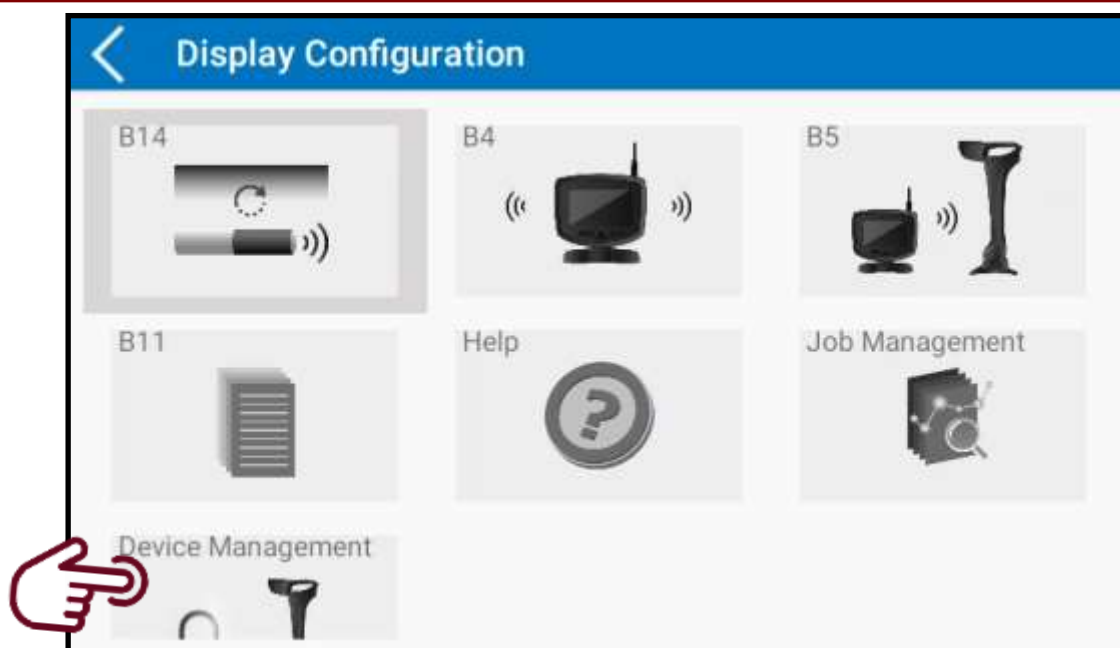 Display Configuration
B14
B4
B5
B11
Help
Job Management
Device Management